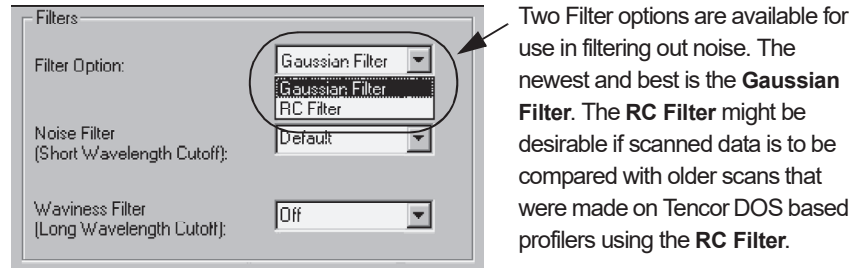 Filters
Filter Option:
Gaussian Filter
Gaussian Filter
RC Filter
Noise Filter
(Short Wavelength Cutoff):
Default
Waviness Filter
(Long Wavelength Cutoff):
Off
Two Filter options are available for
use in filtering out noise. The
newest and best is the Gaussian
Filter. The RC Filter might be
desirable if scanned data is to be
compared with older scans that
were made on Tencor DOS based
profilers using the RC Filter.